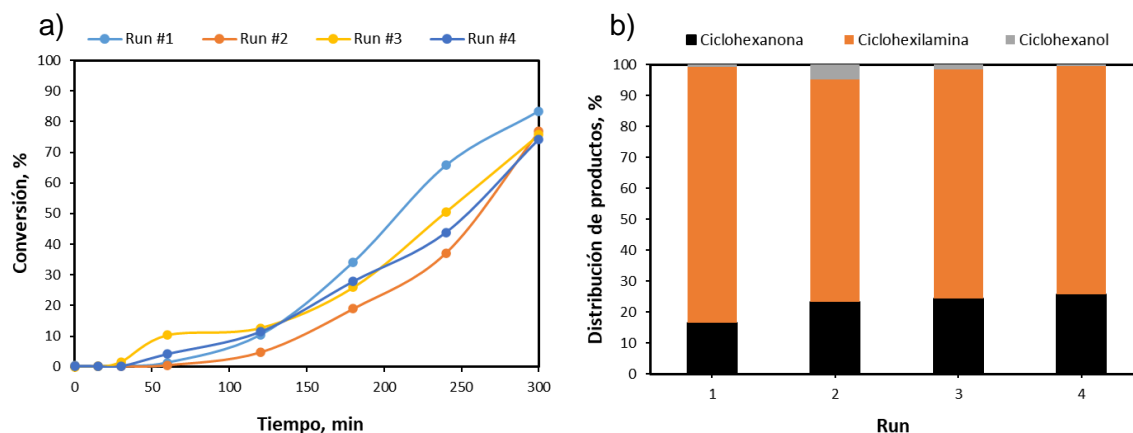 a)
Run #1 Run #2 Run #3 Run #4
100
90
80
70
60
50
40
30
20
10
0
Conversión, %
0 50 100 150 200 250 300
Tiempo, min
b)
Ciclohexanona Ciclohexilamina Ciclohexanol
100
90
80
70
60
50
40
30
20
10
0
Distribución de productos, %
1 2 3 4
Run